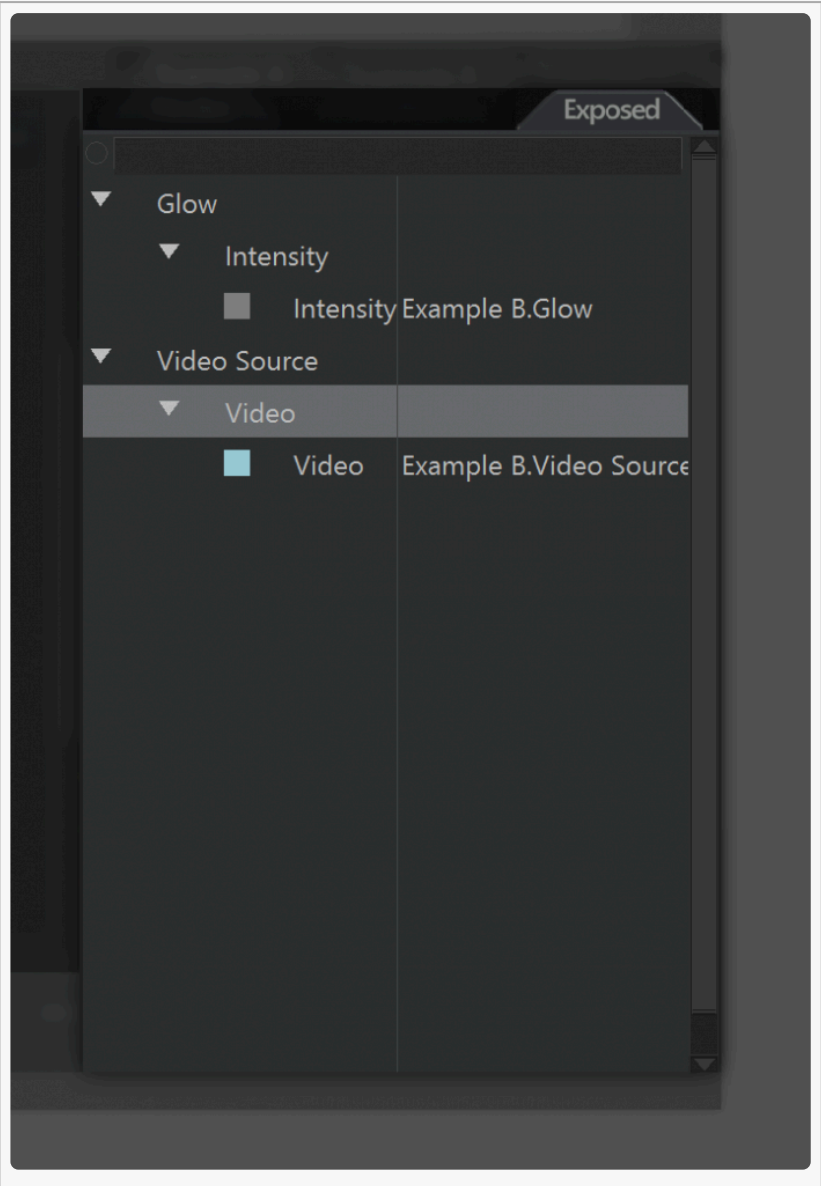 Exposed
Glow
Intensity
Intensity Example B.Glow
Video Source
Video
Video Example B.Video Source